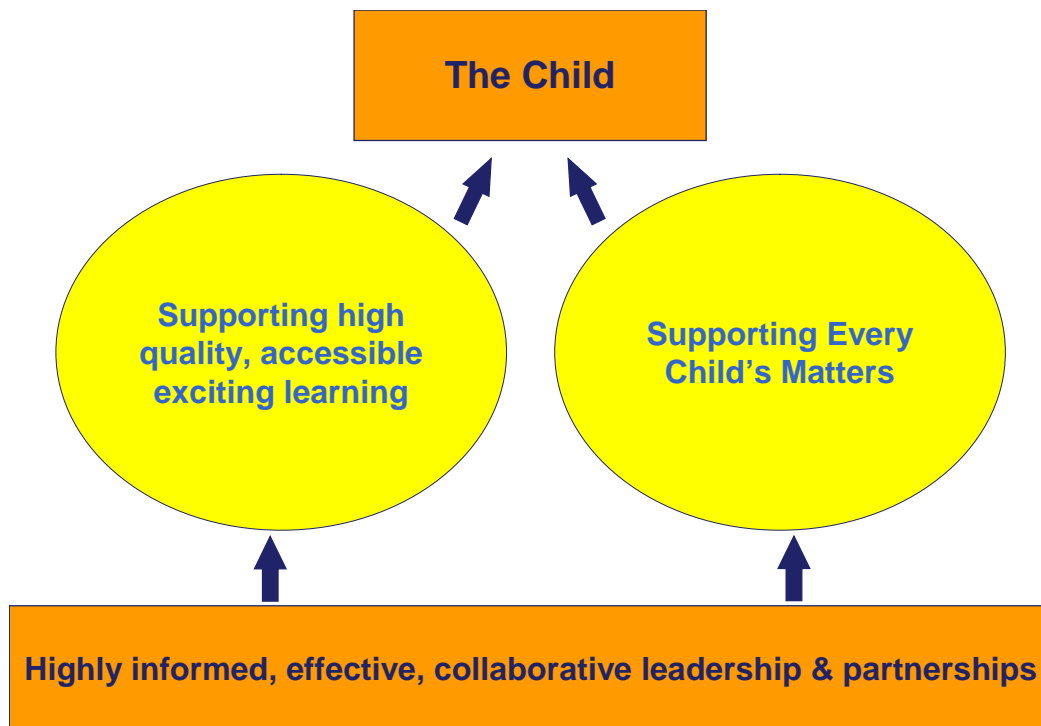 The Child
Supporting high
quality, accessible
exciting learning
Supporting Every
Child’s Matters
Highly informed, effective, collaborative leadership & partnerships